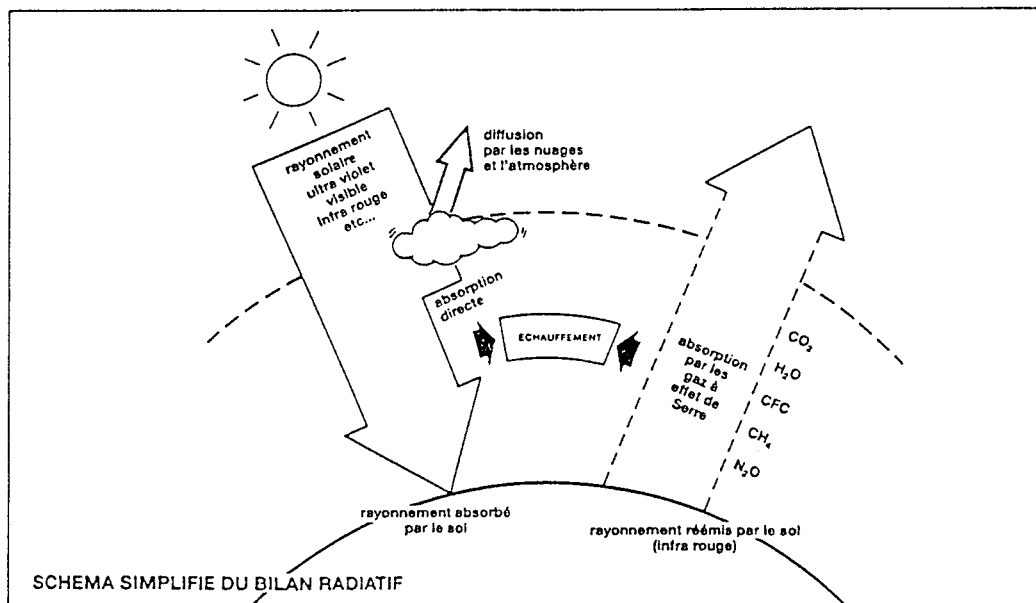 rayonnement
solaire
ultra violet
visible
infra rouge
etc...
diffusion
par les nuages
et l'atmosphère
absorption
directe
ECHAUFFEMENT
absorption
par les
gaz à
effet de
Serre
CO₂
H₂O
CFC
CH₄
N₂O
rayonnement absorbé
par le sol
rayonnement réémis par le sol
(infra rouge)
SCHEMA SIMPLIFIE DU BILAN RADIATIF